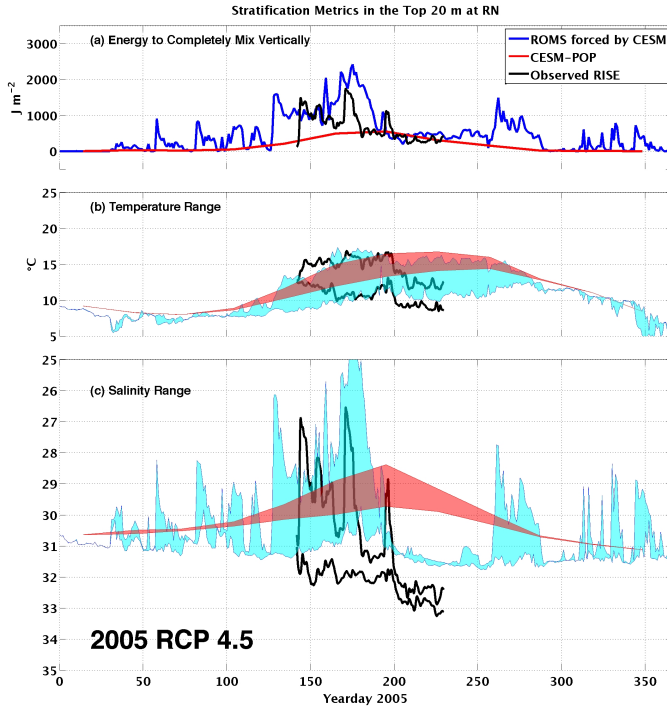 Stratification Metrics in the Top 20 m at RN
(a) Energy to Completely Mix Vertically
ROMS forced by CESM
CESM-POP
Observed RISE
J m⁻²
3000
2000
1000
0
(b) Temperature Range
°C
25
20
15
10
5
(c) Salinity Range
25
26
27
28
29
30
31
32
33
34
35
2005 RCP 4.5
0 50 100 150 200 250 300 350
Yearday 2005